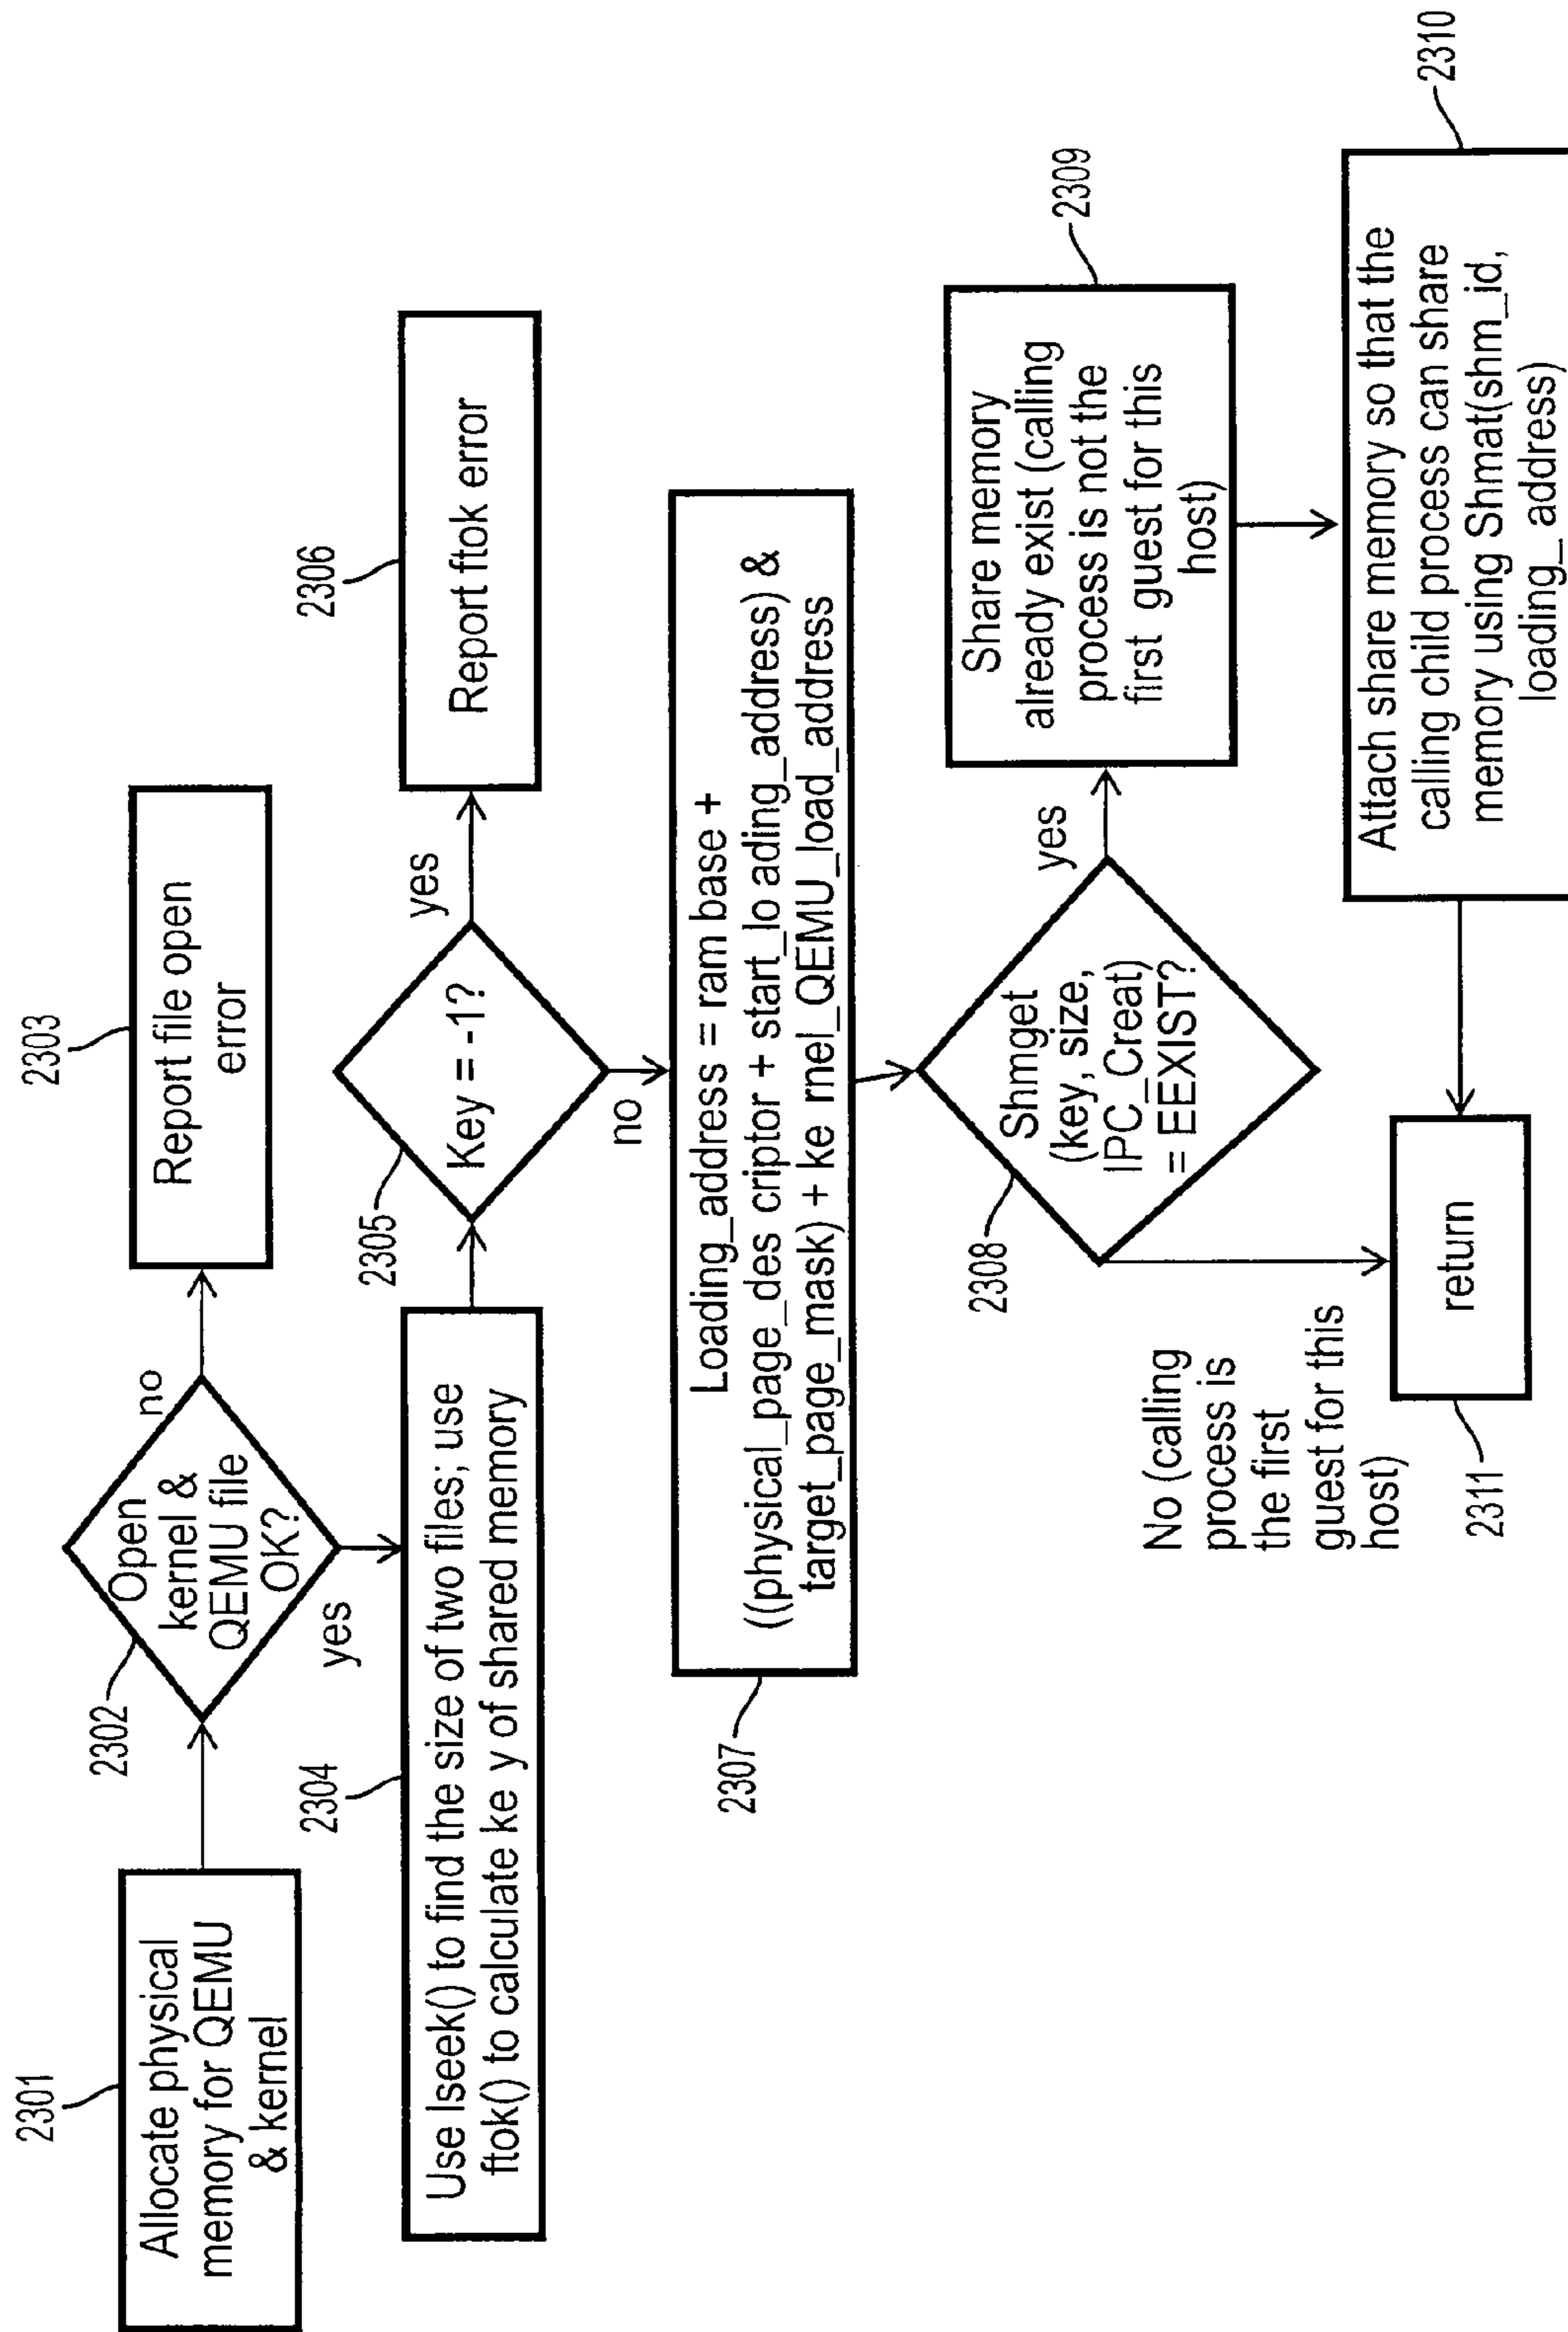 2301
Allocate physical
memory for QEMU
& kernel
2302
Open
kernel &
QEMU file
OK?
no
yes
2303
Report file open
error
2304
Use lseek() to find the size of two files; use
ftok() to calculate ke y of shared memory
2305
Key = -1?
yes
no
2306
Report ftok error
2307
Loading_address = ram base +
((physical_page_des criptor + start_lo ading_address) &
target_page_mask) + ke rnel_QEMU_load_address
2308
Shmget
(key, size,
IPC_Creat)
= EEXIST?
yes
No (calling
process is
the first
guest for this
host)
2309
Share memory
already exist (calling
process is not the
first guest for this
host)
2310
Attach share memory so that the
calling child process can share
memory using Shmat(shm_id,
loading_ address)
2311
return